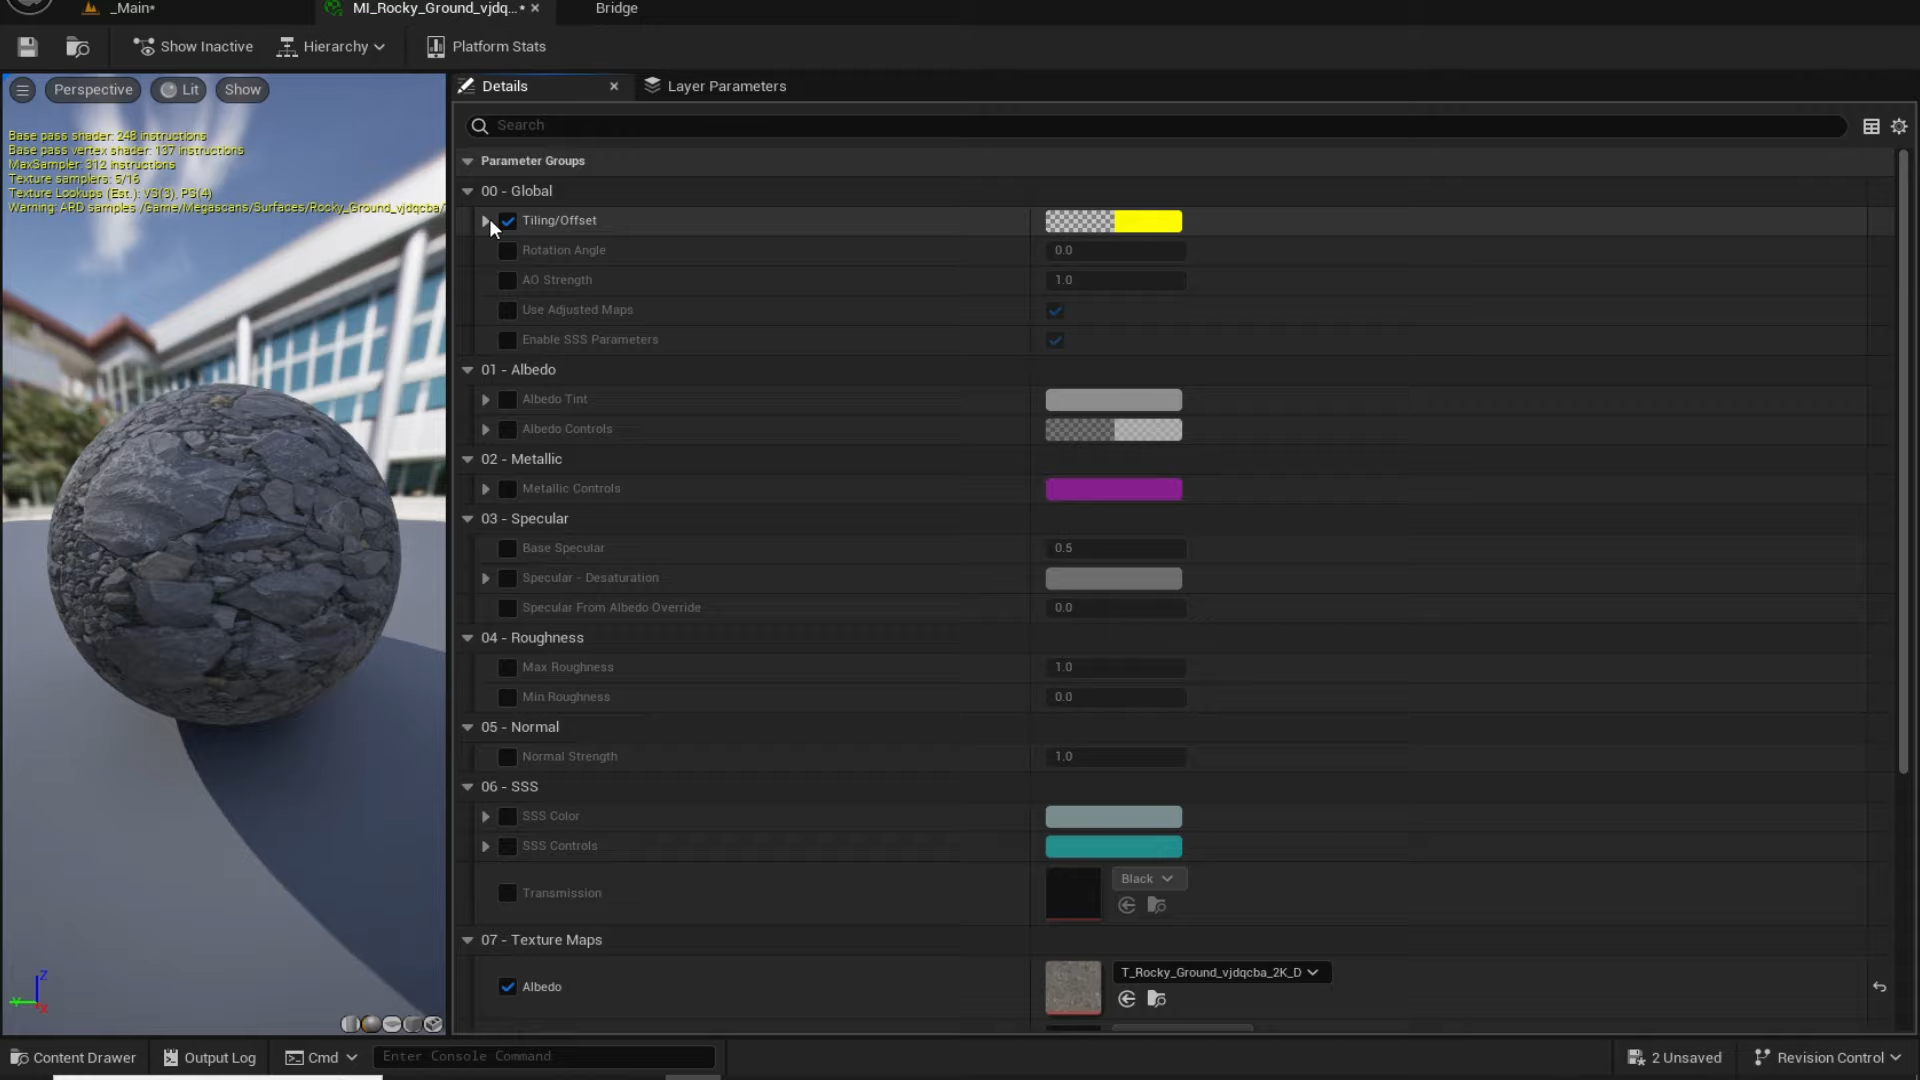 _Main*
MI_Rocky_Ground_vjdq...*
Bridge
Show Inactive
Hierarchy
Platform Stats
Perspective
Lit
Show
Base pass shader: 248 instructions
Base pass vertex shader: 137 instructions
MaxSampler: 312 instructions
Texture samplers: 5/16
Texture Lookups (Est.): VS(3), PS(4)
Warning: ARD samples /Game/Megascans/Surfaces/Rocky_Ground_vjdqcba/
Details
Layer Parameters
Search
Parameter Groups
00 - Global
Tiling/Offset
Rotation Angle
0.0
AO Strength
1.0
Use Adjusted Maps
Enable SSS Parameters
01 - Albedo
Albedo Tint
Albedo Controls
02 - Metallic
Metallic Controls
03 - Specular
Base Specular
0.5
Specular - Desaturation
Specular From Albedo Override
0.0
04 - Roughness
Max Roughness
1.0
Min Roughness
0.0
05 - Normal
Normal Strength
1.0
06 - SSS
SSS Color
SSS Controls
Transmission
Black
07 - Texture Maps
Albedo
T_Rocky_Ground_vjdqcba_2K_D
Z
Y
X
Content Drawer
Output Log
Cmd
Enter Console Command
2 Unsaved
Revision Control